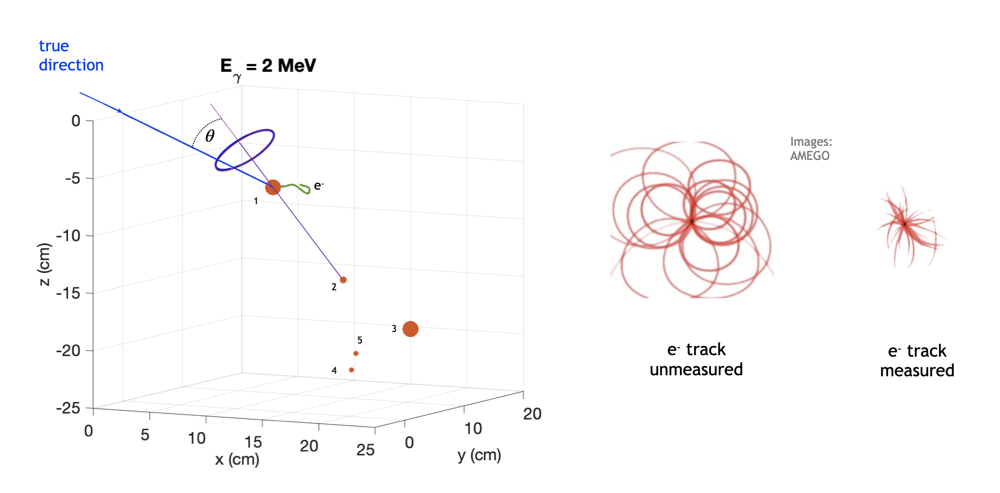 true
direction
E_γ = 2 MeV
θ
e-
1
2
3
5
4
0
-5
-10
-15
-20
-25
z (cm)
0
5
10
15
20
25
x (cm)
0
10
20
y (cm)
Images:
AMEGO
e- track
unmeasured
e- track
measured